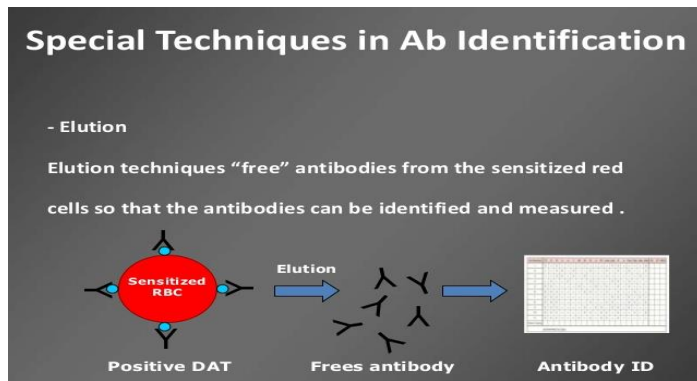 Special Techniques in Ab Identification
- Elution
Elution techniques “free” antibodies from the sensitized red
cells so that the antibodies can be identified and measured .
Sensitized
RBC
Elution
Positive DAT
Frees antibody
Antibody ID